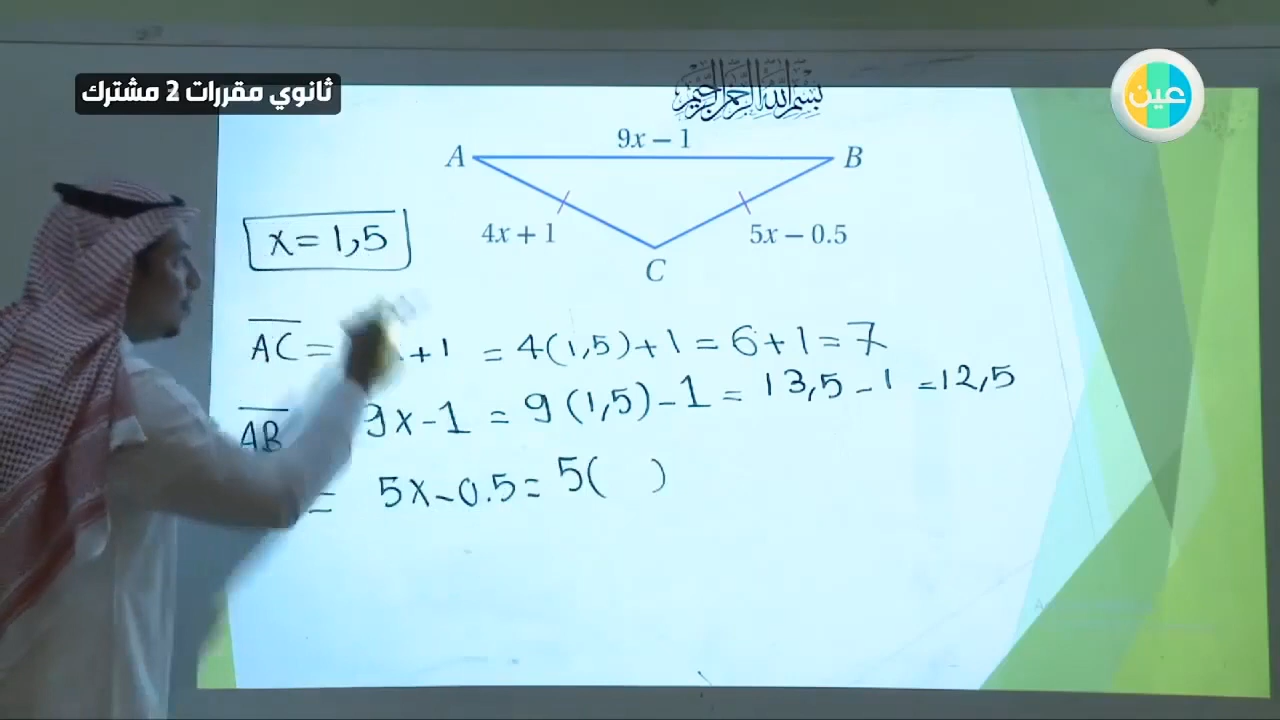 ثانوي مقررات 2 مشترك
عين
بسم الله الرحمن الرحيم
9x − 1
A
B
4x + 1
5x − 0.5
C
x = 1,5
AC = +1 = 4(1,5)+1 = 6+1 = 7
AB 9x-1 = 9(1,5)-1 = 13,5-1 = 12,5
= 5x-0.5 = 5( )